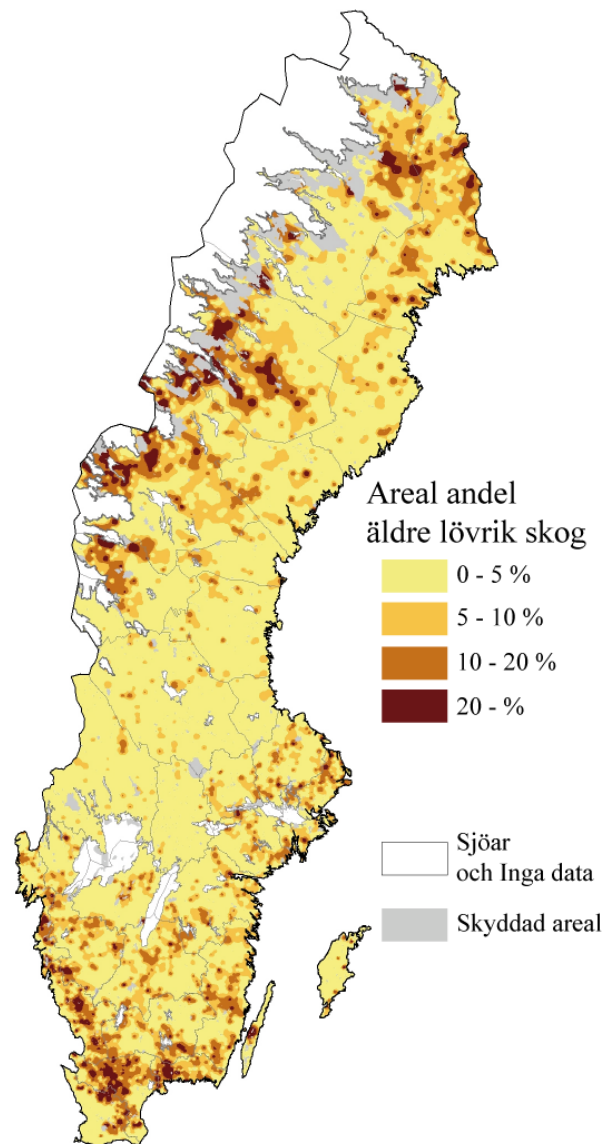 Areal andel
äldre lövrik skog
0 - 5 %
5 - 10 %
10 - 20 %
20 - %
Sjöar
och Inga data
Skyddad areal